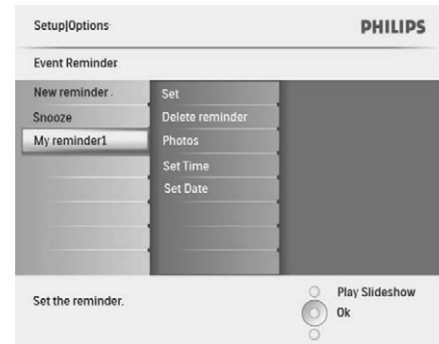 Setup|Options
PHILIPS
Event Reminder
New reminder
Snooze
My reminder1
Set
Delete reminder
Photos
Set Time
Set Date
Set the reminder.
Play Slideshow
Ok